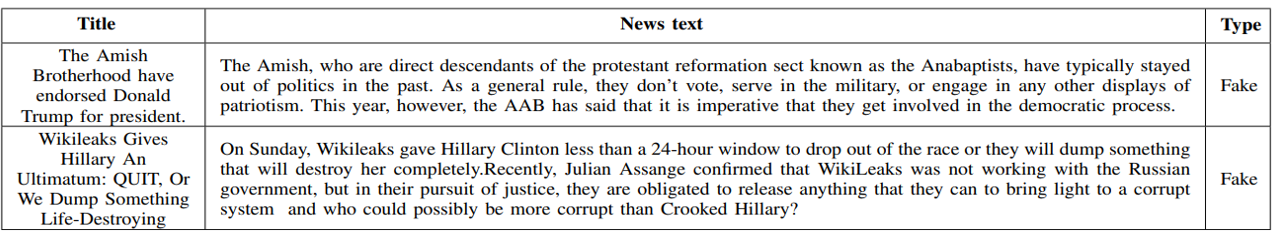 Title News text Type
The Amish
Brotherhood have
endorsed Donald
Trump for president.
The Amish, who are direct descendants of the protestant reformation sect known as the Anabaptists, have typically stayed
out of politics in the past. As a general rule, they don't vote, serve in the military, or engage in any other displays of
patriotism. This year, however, the AAB has said that it is imperative that they get involved in the democratic process.
Fake
Wikileaks Gives
Hillary An
Ultimatum: QUIT, Or
We Dump Something
Life-Destroying
On Sunday, Wikileaks gave Hillary Clinton less than a 24-hour window to drop out of the race or they will dump something
that will destroy her completely.Recently, Julian Assange confirmed that WikiLeaks was not working with the Russian
government, but in their pursuit of justice, they are obligated to release anything that they can to bring light to a corrupt
system and who could possibly be more corrupt than Crooked Hillary?
Fake